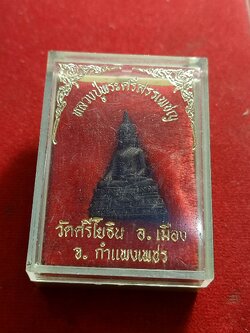 หลวงปู่พระศรีสรรเพชญ
วัดศรีโยธิน อ. เมือง
จ. กำแพงเพชร